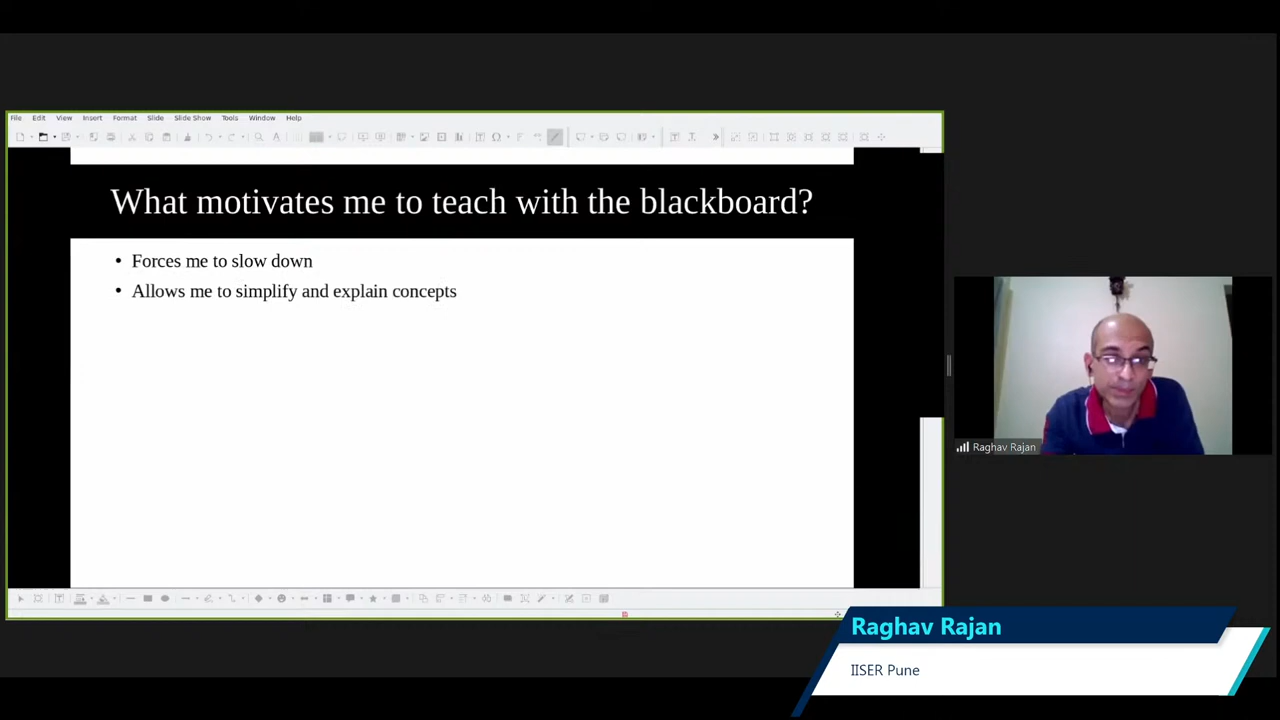 File Edit View Insert Format Slide Slide Show Tools Window Help
What motivates me to teach with the blackboard?
• Forces me to slow down
• Allows me to simplify and explain concepts
Raghav Rajan
Raghav Rajan
IISER Pune